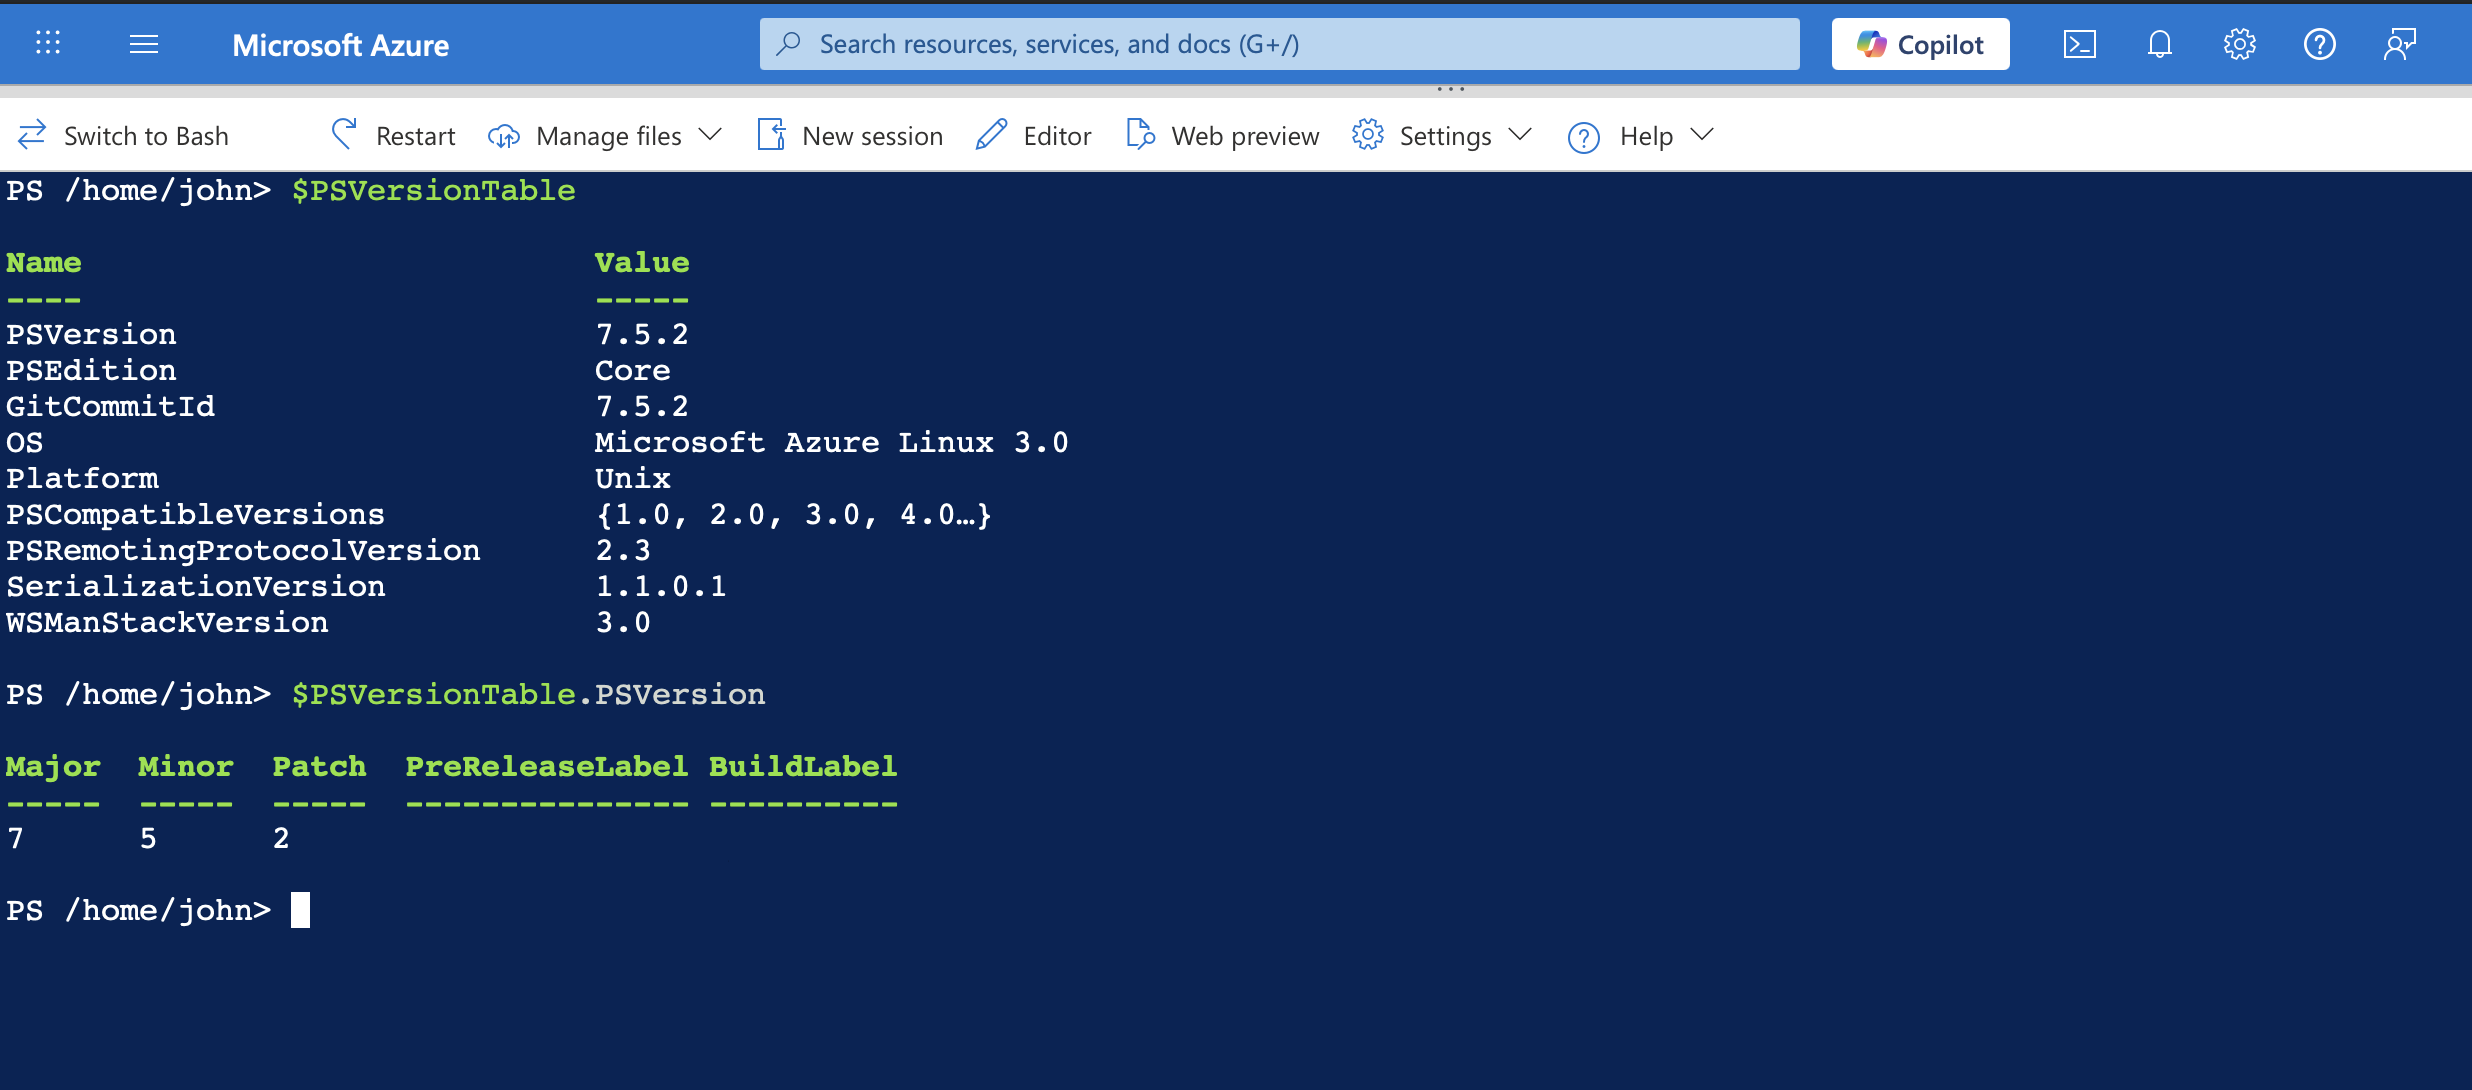 Microsoft Azure
Search resources, services, and docs (G+/)
Copilot
Switch to Bash
Restart
Manage files
New session
Editor
Web preview
Settings
Help
PS /home/john> $PSVersionTable
Name Value
---- -----
PSVersion 7.5.2
PSEdition Core
GitCommitId 7.5.2
OS Microsoft Azure Linux 3.0
Platform Unix
PSCompatibleVersions {1.0, 2.0, 3.0, 4.0…}
PSRemotingProtocolVersion 2.3
SerializationVersion 1.1.0.1
WSManStackVersion 3.0
PS /home/john> $PSVersionTable.PSVersion
Major Minor Patch PreReleaseLabel BuildLabel
----- ----- ----- --------------- ----------
7 5 2
PS /home/john>